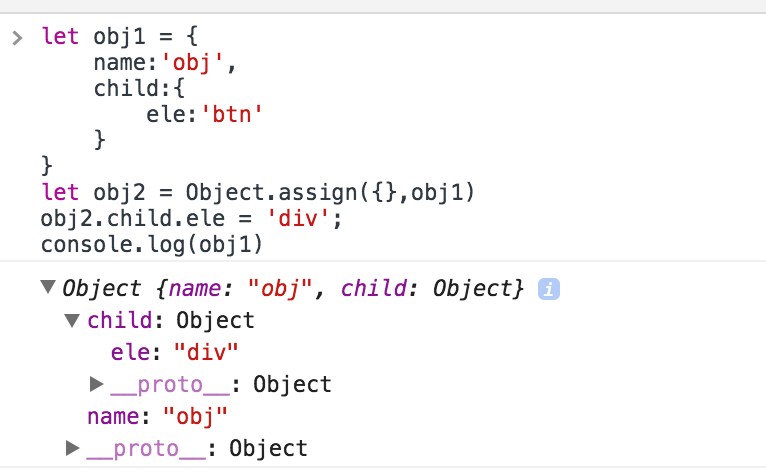 let obj1 = {
name:'obj',
child:{
ele:'btn'
}
}
let obj2 = Object.assign({},obj1)
obj2.child.ele = 'div';
console.log(obj1)
Object {name: "obj", child: Object} i
child: Object
ele: "div"
__proto__: Object
name: "obj"
__proto__: Object